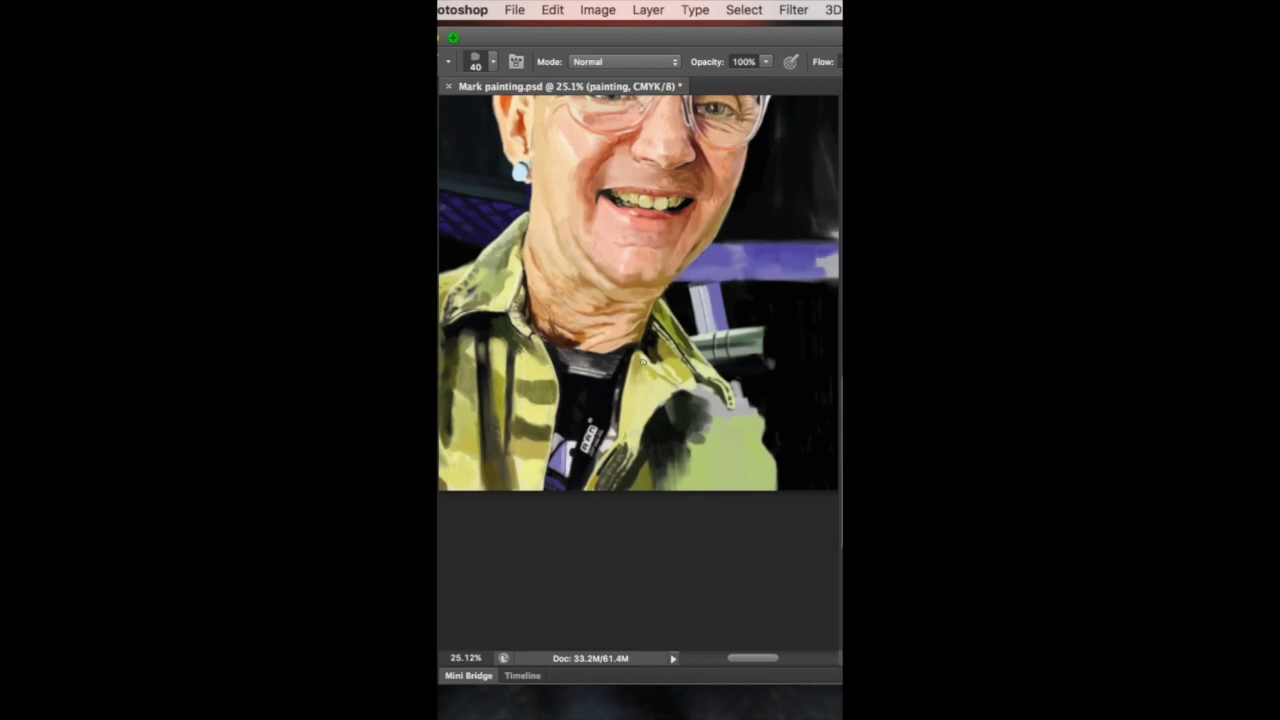 otoshop File Edit Image Layer Type Select Filter 3D
40 Mode: Normal Opacity: 100% Flow:
× Mark painting.psd @ 25.1% (painting, CMYK/8) *
RAN
25.12% Doc: 33.2M/61.4M
Mini Bridge Timeline